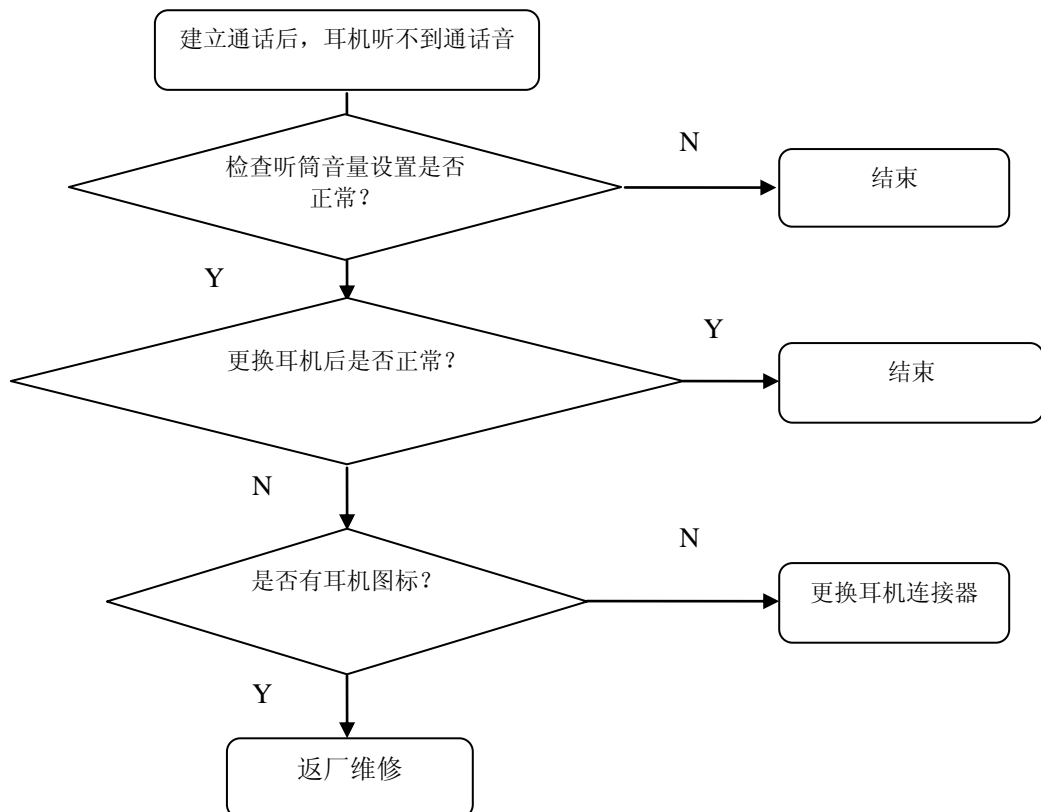 建立通话后，耳机听不到通话音
检查听筒音量设置是否
正常？
N
结束
Y
更换耳机后是否正常？
Y
结束
N
是否有耳机图标？
N
更换耳机连接器
Y
返厂维修